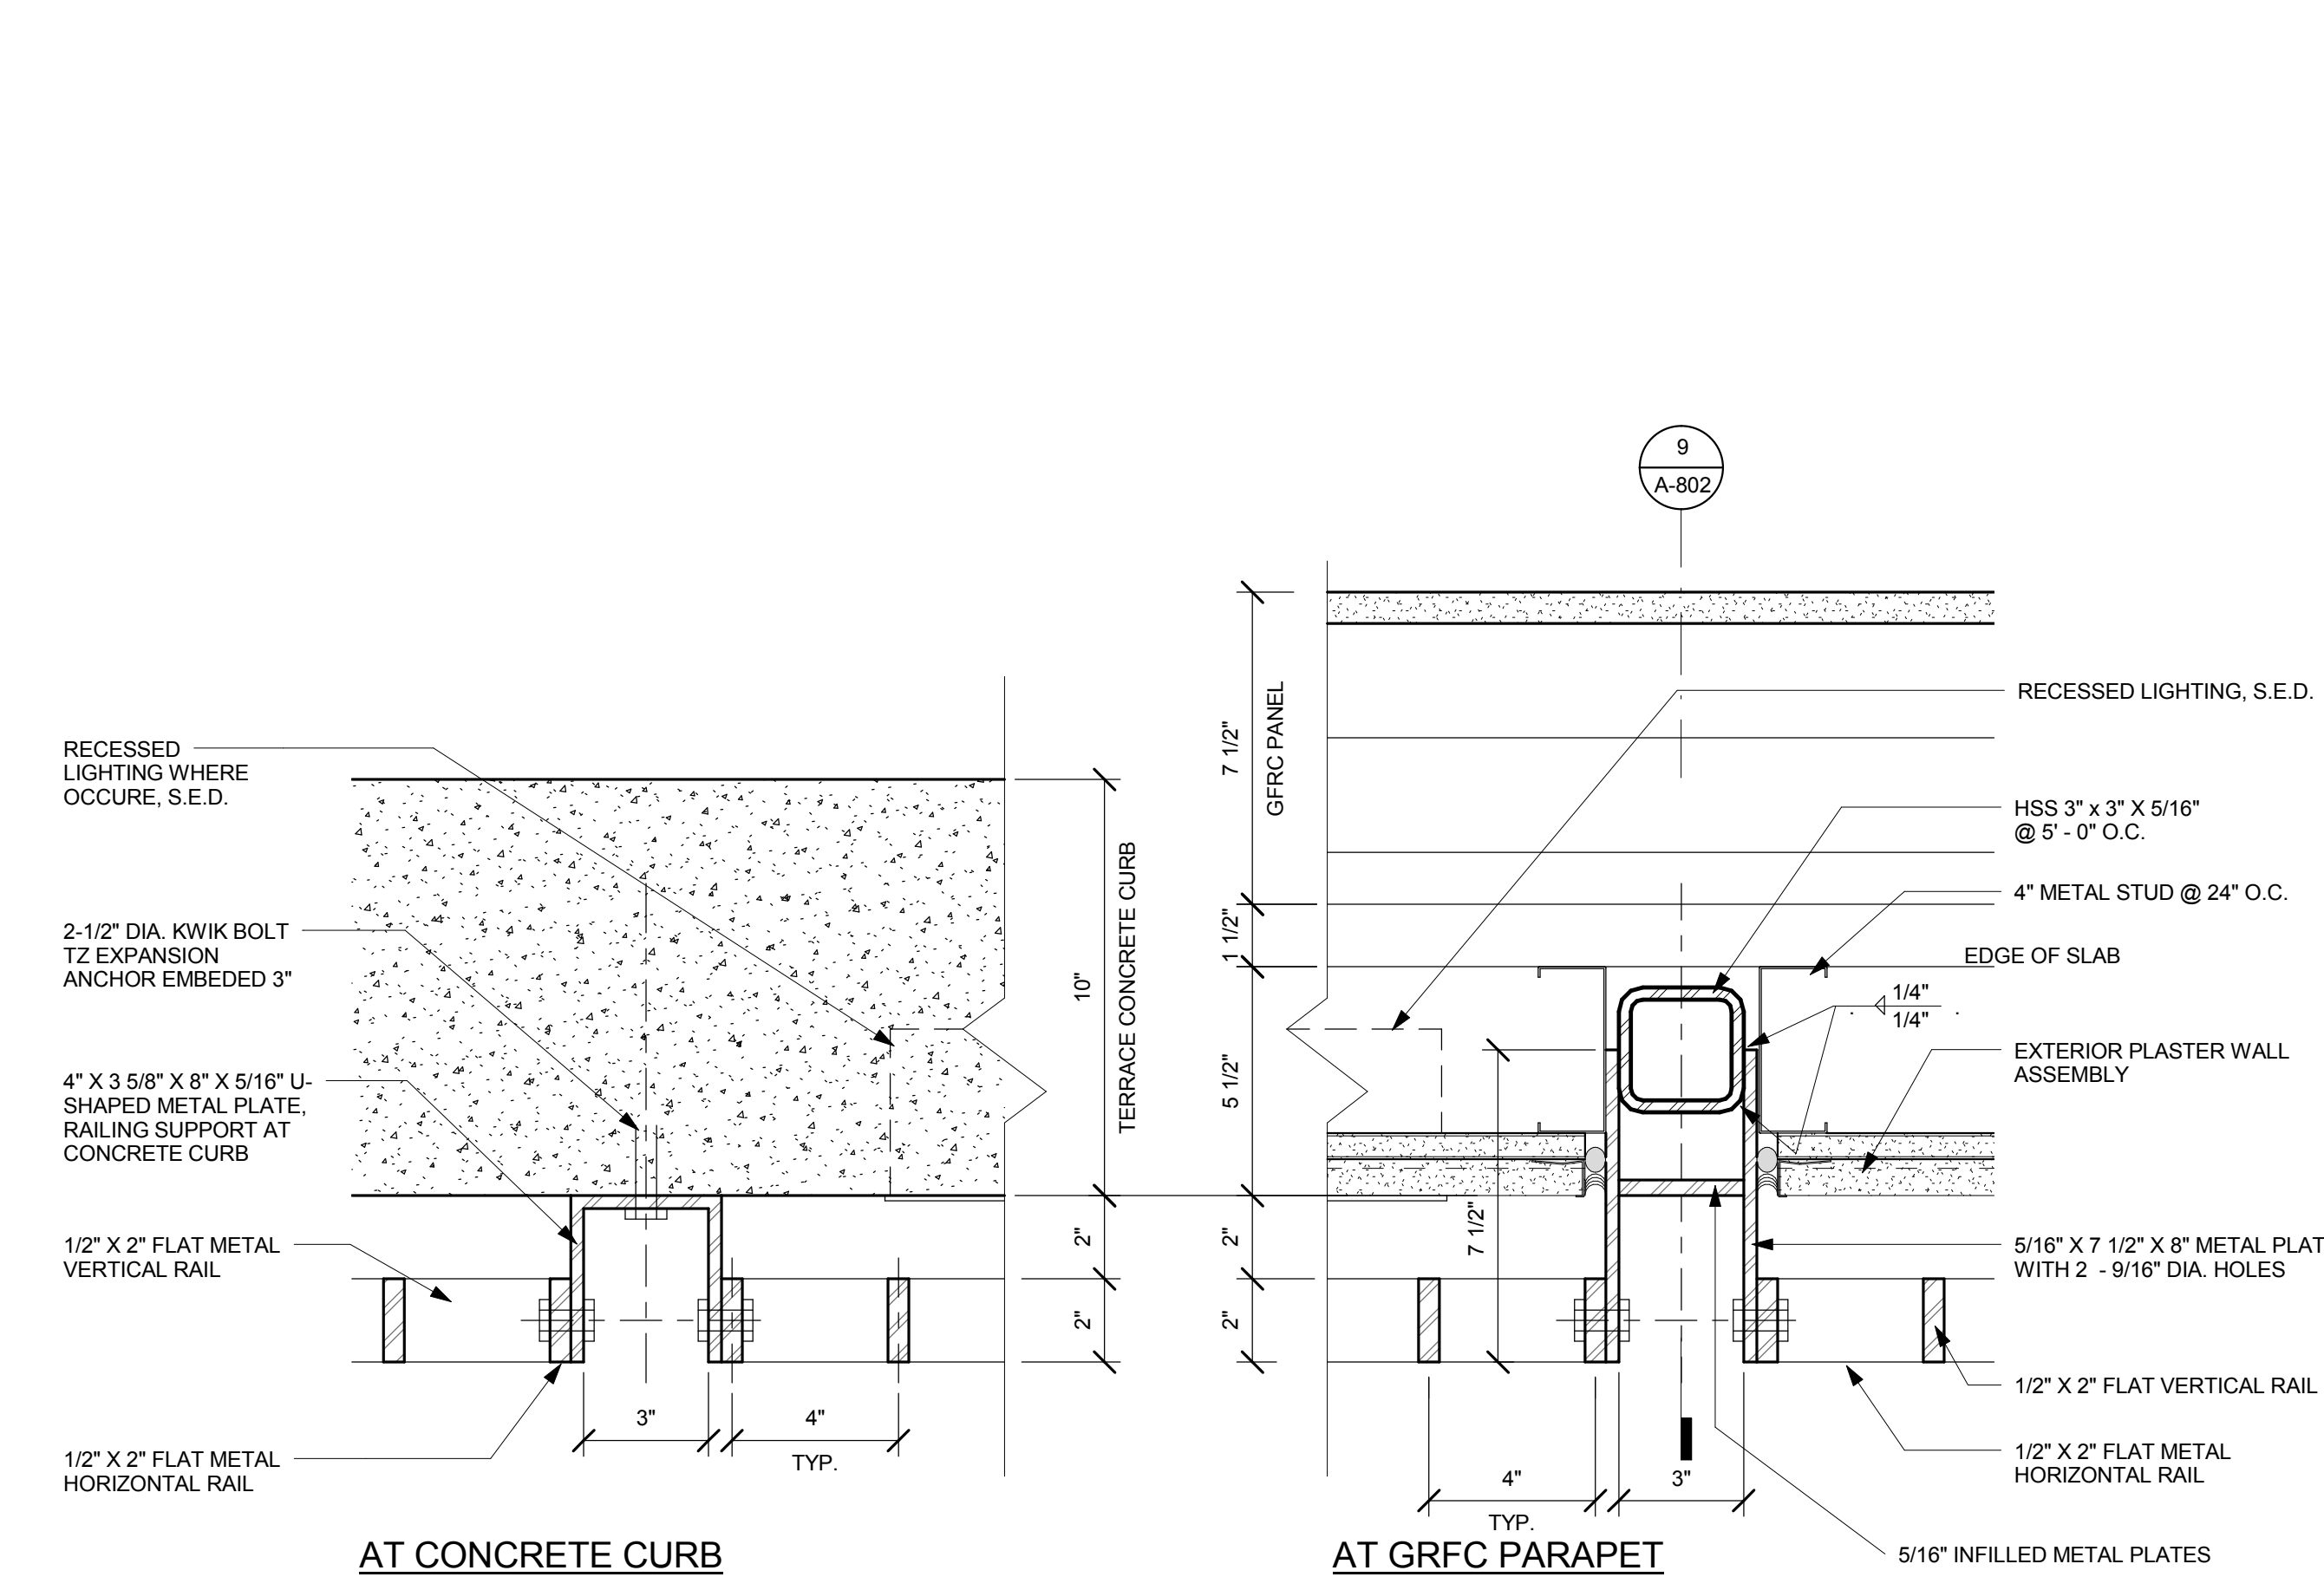 9
A-802
RECESSED
LIGHTING WHERE
OCCURE, S.E.D.
2-1/2" DIA. KWIK BOLT
TZ EXPANSION
ANCHOR EMBEDED 3"
4" X 3 5/8" X 8" X 5/16" U-
SHAPED METAL PLATE,
RAILING SUPPORT AT
CONCRETE CURB
1/2" X 2" FLAT METAL
VERTICAL RAIL
1/2" X 2" FLAT METAL
HORIZONTAL RAIL
3"
4"
TYP.
10"
TERRACE CONCRETE CURB
2"
2"
AT CONCRETE CURB
7 1/2"
GFRC PANEL
1 1/2"
5 1/2"
2"
2"
7 1/2"
4"
TYP.
3"
RECESSED LIGHTING, S.E.D.
HSS 3" x 3" X 5/16"
@ 5' - 0" O.C.
4" METAL STUD @ 24" O.C.
EDGE OF SLAB
1/4"
1/4"
EXTERIOR PLASTER WALL
ASSEMBLY
5/16" X 7 1/2" X 8" METAL PLAT
WITH 2 - 9/16" DIA. HOLES
1/2" X 2" FLAT VERTICAL RAIL
1/2" X 2" FLAT METAL
HORIZONTAL RAIL
5/16" INFILLED METAL PLATES
AT GRFC PARAPET